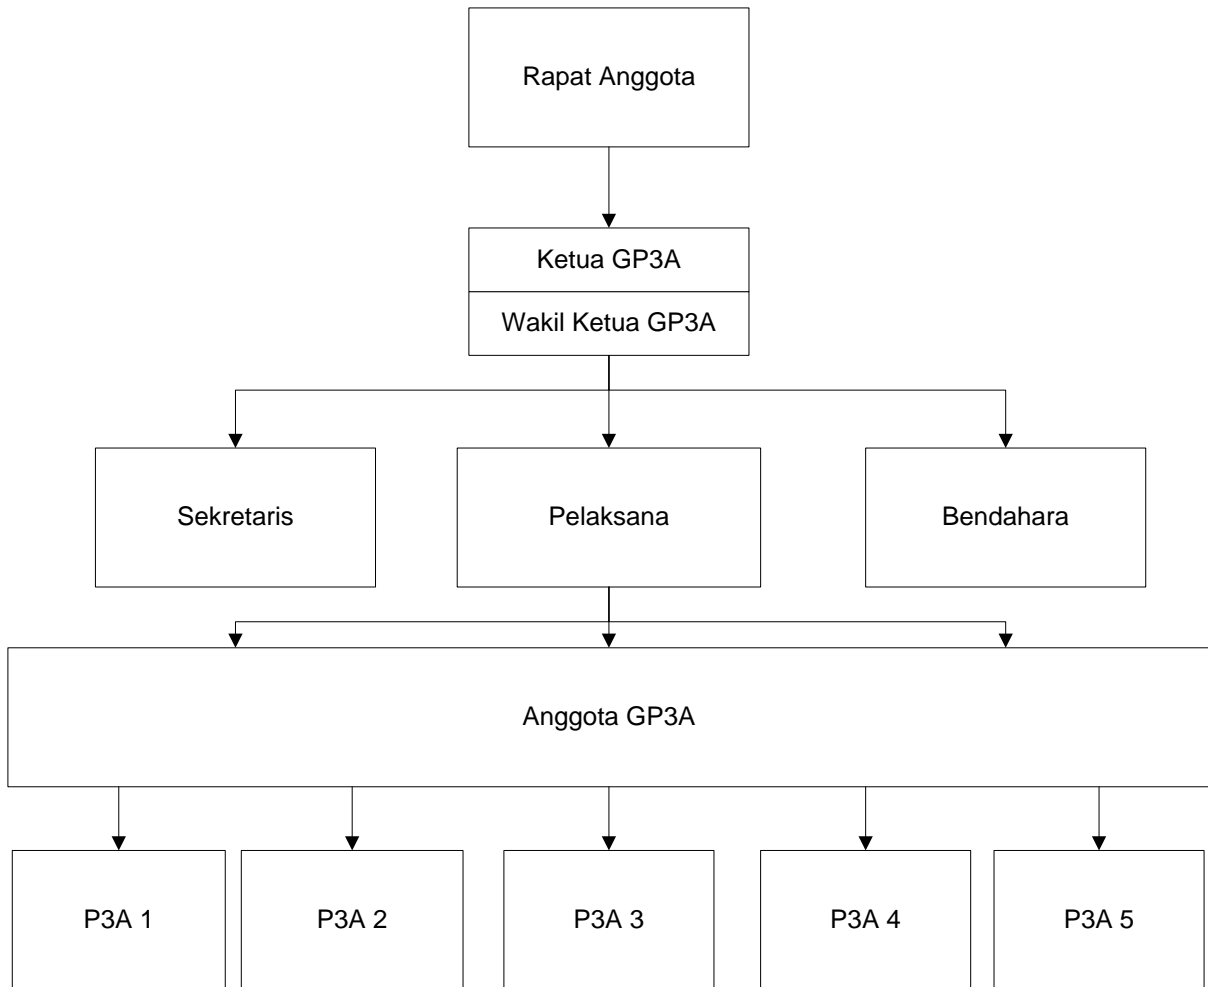 Rapat Anggota
Ketua GP3A
Wakil Ketua GP3A
Sekretaris
Pelaksana
Bendahara
Anggota GP3A
P3A 1
P3A 2
P3A 3
P3A 4
P3A 5